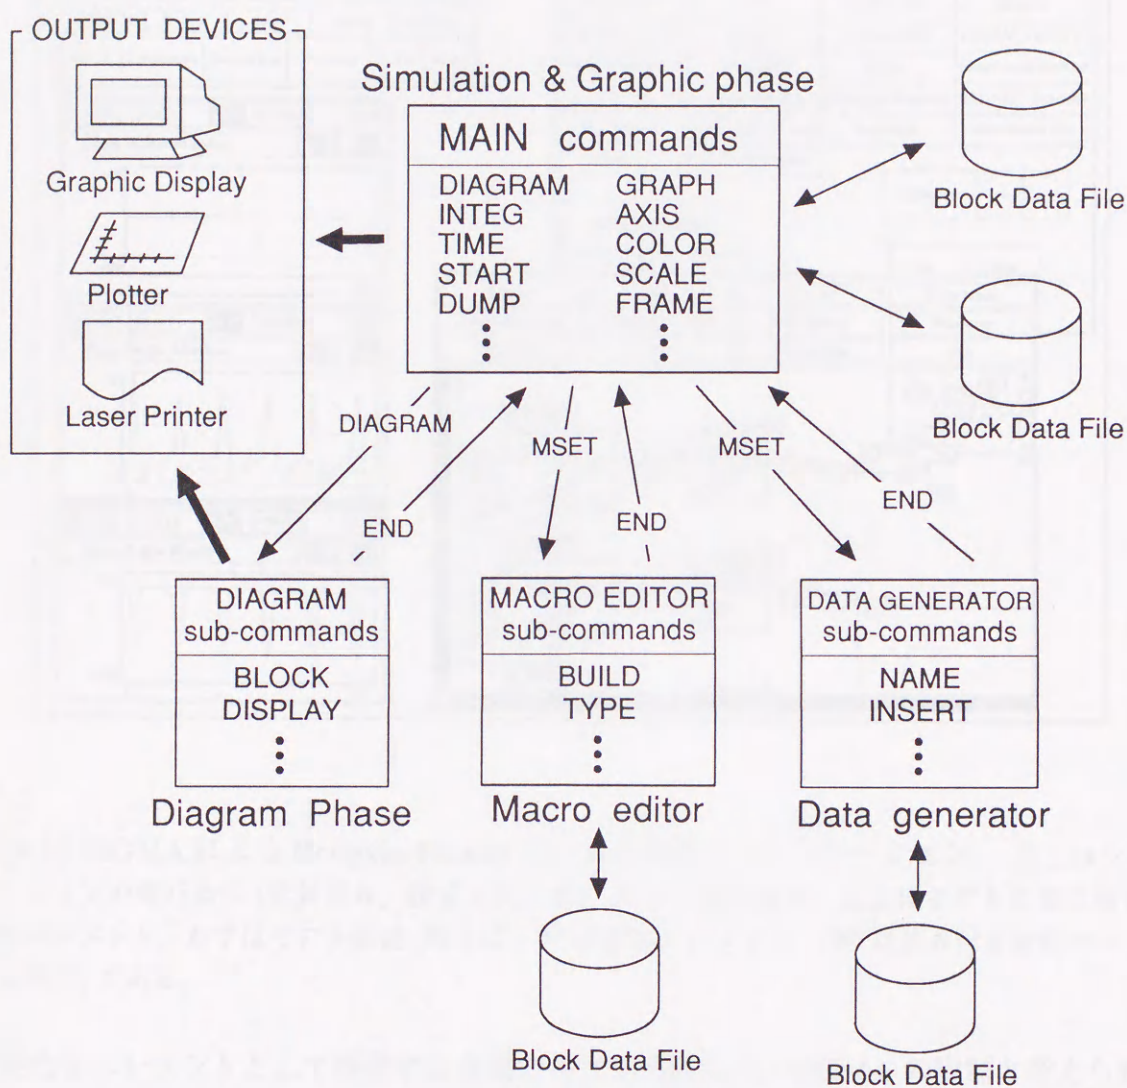 OUTPUT DEVICES
Graphic Display
Plotter
Laser Printer
Simulation & Graphic phase
MAIN commands
DIAGRAM GRAPH
INTEG AXIS
TIME COLOR
START SCALE
DUMP FRAME
Block Data File
Block Data File
DIAGRAM
END
MSET
END
MSET
END
DIAGRAM
sub-commands
BLOCK
DISPLAY
Diagram Phase
MACRO EDITOR
sub-commands
BUILD
TYPE
Macro editor
Block Data File
DATA GENERATOR
sub-commands
NAME
INSERT
Data generator
Block Data File